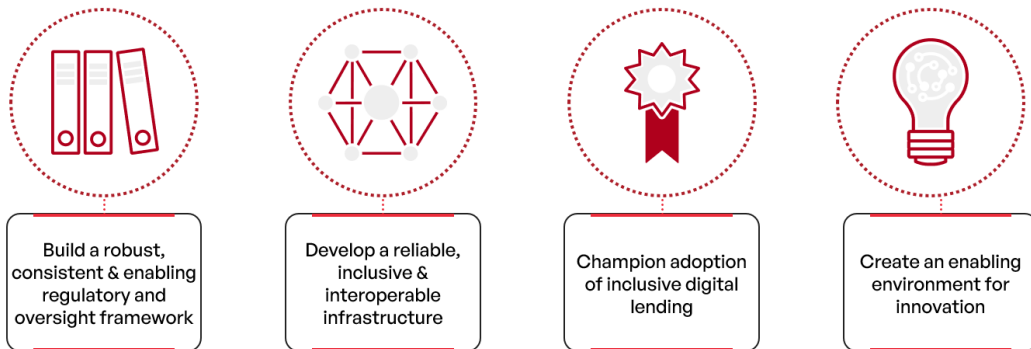 Build a robust,
consistent & enabling
regulatory and
oversight framework
Develop a reliable,
inclusive &
interoperable
infrastructure
Champion adoption
of inclusive digital
lending
Create an enabling
environment for
innovation